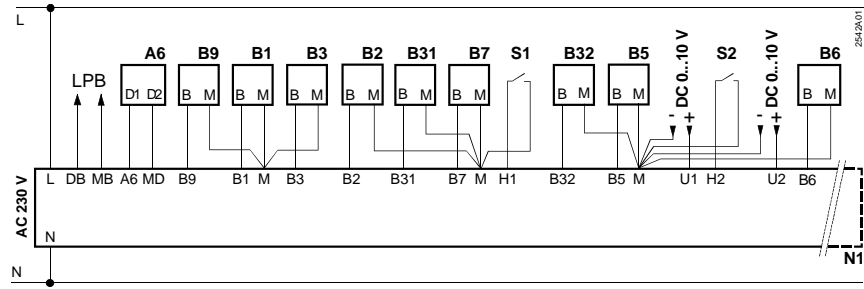 L
2542A01
A6 B9 B1 B3 B2 B31 B7 S1 B32 B5 DC 0...10 V S2 DC 0...10 V B6
LPB
D1 D2 B M B M B M B M B M B M B M B M B M
- + - +
L DB MB A6 MD B9 B1 M B3 B2 B31 B7 M H1 B32 B5 M U1 H2 U2 B6
AC 230 V
N
N1
N